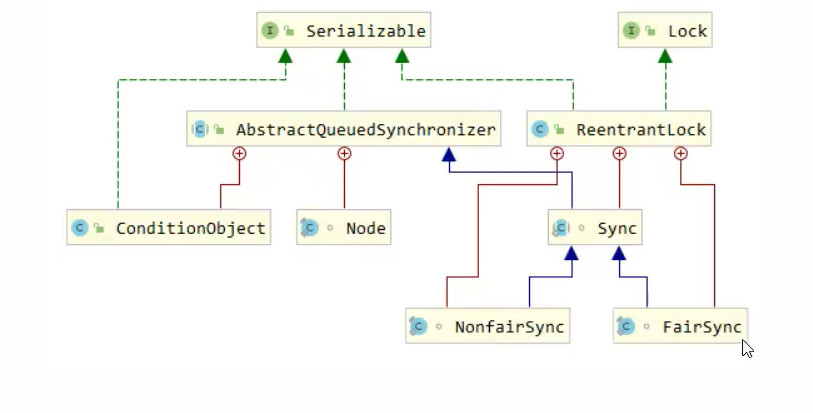 I Serializable
I Lock
C AbstractQueuedSynchronizer
C ReentrantLock
C ConditionObject
C Node
C Sync
C NonfairSync
C FairSync